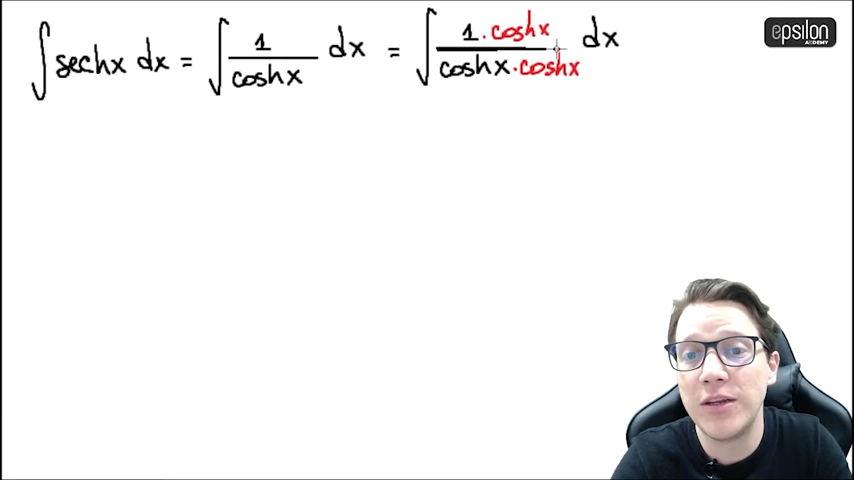 ∫ sechx dx = ∫ 1/coshx dx = ∫ 1·coshx/coshx·coshx dx
epsilon
ACADEMY